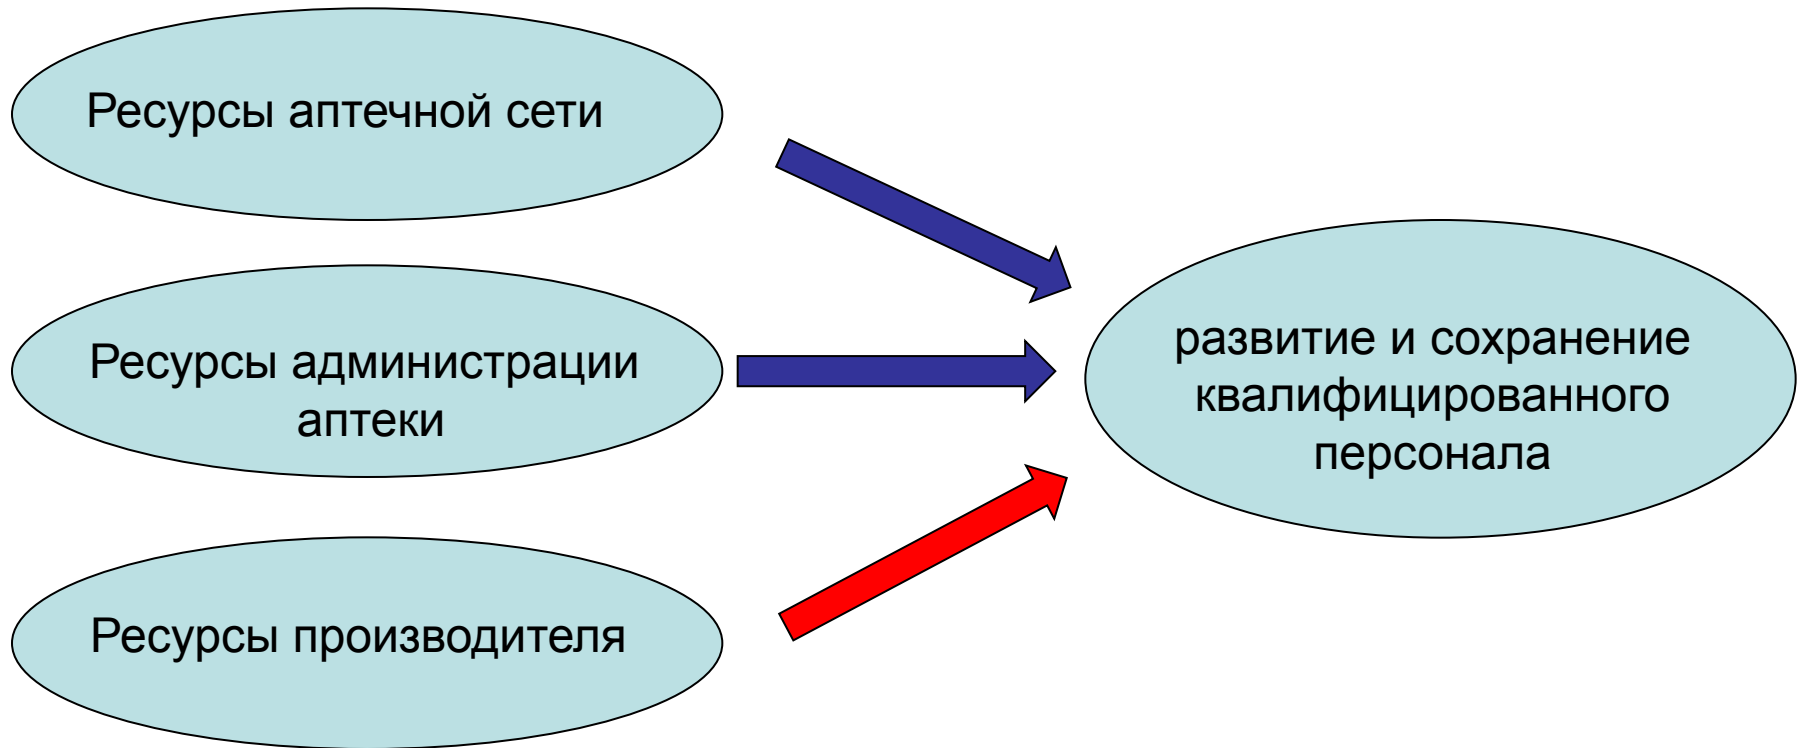 Ресурсы аптечной сети
Ресурсы администрации
аптеки
Ресурсы производителя
развитие и сохранение
квалифицированного
персонала